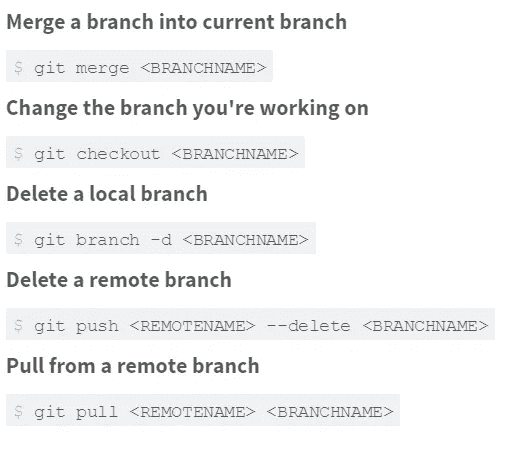 Merge a branch into current branch
$ git merge <BRANCHNAME>
Change the branch you're working on
$ git checkout <BRANCHNAME>
Delete a local branch
$ git branch -d <BRANCHNAME>
Delete a remote branch
$ git push <REMOTENAME> --delete <BRANCHNAME>
Pull from a remote branch
$ git pull <REMOTENAME> <BRANCHNAME>